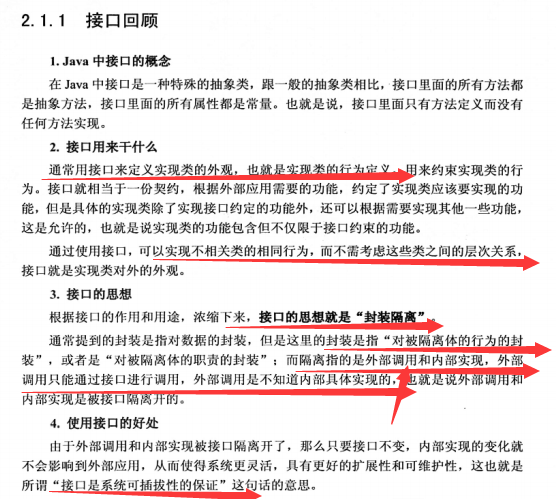 2.1.1 接口回顾
1. Java 中接口的概念
在 Java 中接口是一种特殊的抽象类，跟一般的抽象类相比，接口里面的所有方法都
是抽象方法，接口里面的所有属性都是常量。也就是说，接口里面只有方法定义而没有
任何方法实现。
2. 接口用来干什么
通常用接口来定义实现类的外观，也就是实现类的行为定义，用来约束实现类的行
为。接口就相当于一份契约，根据外部应用需要的功能，约定了实现类应该要实现的功
能，但是具体的实现类除了实现接口约定的功能外，还可以根据需要实现其他一些功能，
这是允许的，也就是说实现类的功能包含但不仅限于接口约束的功能。
通过使用接口，可以实现不相关类的相同行为，而不需考虑这些类之间的层次关系，
接口就是实现类对外的外观。
3. 接口的思想
根据接口的作用和用途，浓缩下来，接口的思想就是“封装隔离”。
通常提到的封装是指对数据的封装，但是这里的封装是指“对被隔离体的行为的封
装”，或者是“对被隔离体的职责的封装”；而隔离指的是外部调用和内部实现，外部
调用只能通过接口进行调用，外部调用是不知道内部具体实现的，也就是说外部调用和
内部实现是被接口隔离开的。
4. 使用接口的好处
由于外部调用和内部实现被接口隔离开了，那么只要接口不变，内部实现的变化就
不会影响到外部应用，从而使得系统更灵活，具有更好的扩展性和可维护性，这也就是
所谓“接口是系统可插拔性的保证”这句话的意思。